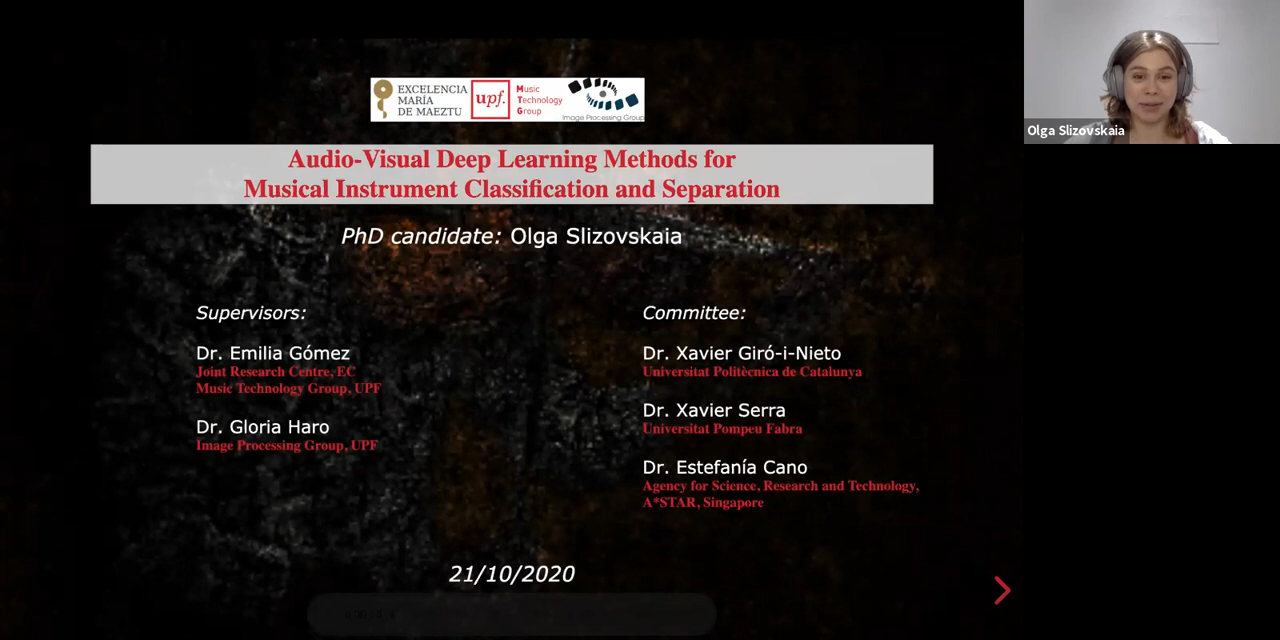 EXCELENCIA
MARÍA
DE MAEZTU
upf.
Music
Technology
Group
Image Processing Group
Audio-Visual Deep Learning Methods for
Musical Instrument Classification and Separation
PhD candidate: Olga Slizovskaia
Supervisors:
Dr. Emilia Gómez
Joint Research Centre, EC
Music Technology Group, UPF
Dr. Gloria Haro
Image Processing Group, UPF
Committee:
Dr. Xavier Giró-i-Nieto
Universitat Politècnica de Catalunya
Dr. Xavier Serra
Universitat Pompeu Fabra
Dr. Estefanía Cano
Agency for Science, Research and Technology,
A*STAR, Singapore
21/10/2020
Olga Slizovskaia